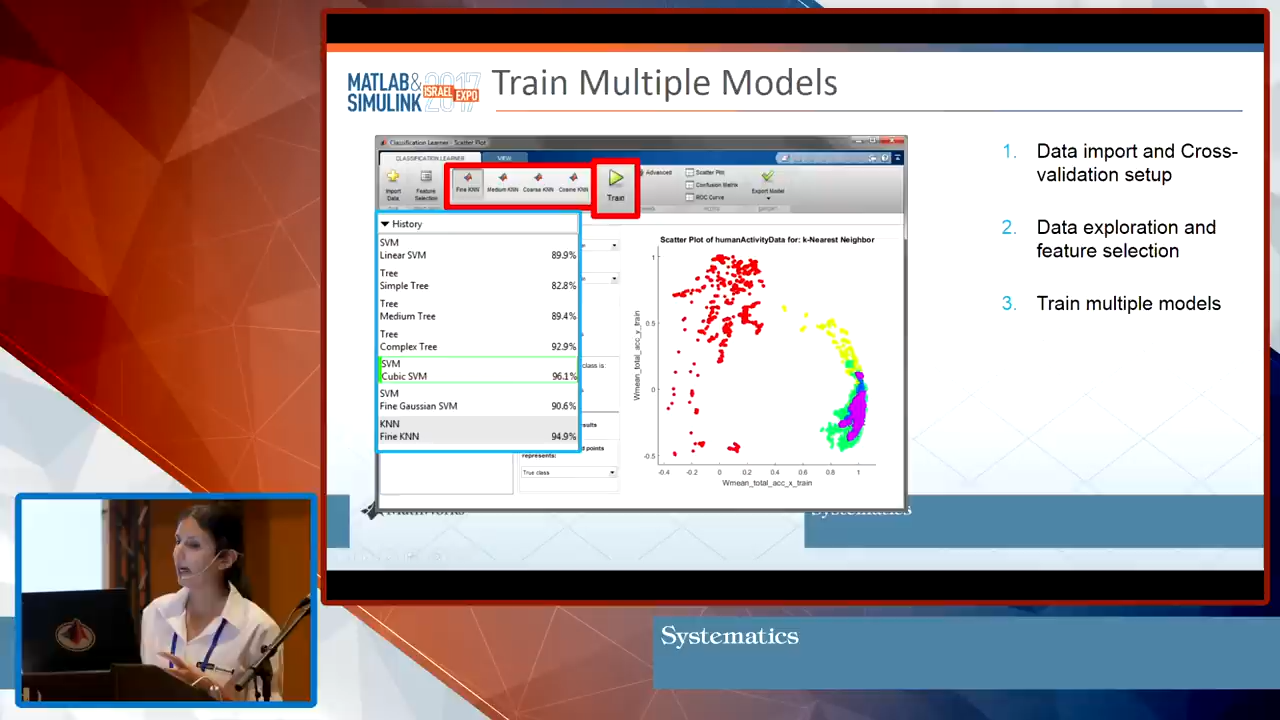 MATLAB&
SIMULINK
2017
ISRAEL
EXPO
Train Multiple Models
Classification Learner - Scatter Plot
CLASSIFICATION LEARNER
VIEW
Import
Data
Feature
Selection
Fine KNN
Medium KNN
Coarse KNN
Cosine KNN
Train
Advanced
Scatter Plot
Confusion Matrix
ROC Curve
Export Model
History
SVM
Linear SVM 89.9%
Tree
Simple Tree 82.8%
Tree
Medium Tree 89.4%
Tree
Complex Tree 92.9%
SVM
Cubic SVM 96.1%
SVM
Fine Gaussian SVM 90.6%
KNN
Fine KNN 94.9%
class is:
points
represents:
True class
Scatter Plot of humanActivityData for: k-Nearest Neighbor
Wmean_total_acc_y_train
1
0.5
0
-0.5
-0.4 -0.2 0 0.2 0.4 0.6 0.8 1
Wmean_total_acc_x_train
1. Data import and Cross-
validation setup
2. Data exploration and
feature selection
3. Train multiple models
MathWorks
Systematics
Systematics